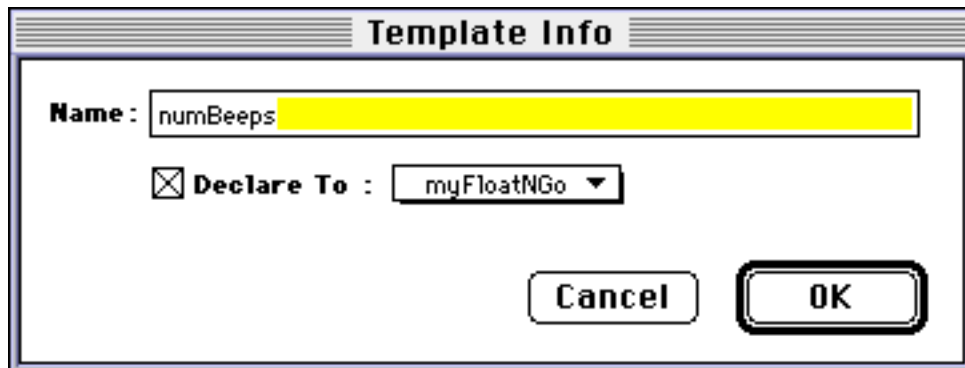 Template Info
Name: numBeeps
Declare To : myFloatNGo
Cancel OK